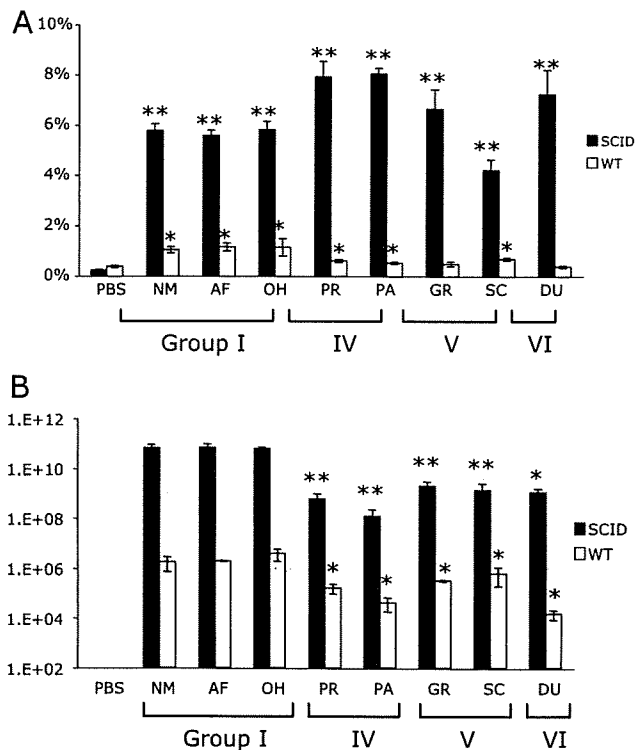 A
10%
8%
6%
4%
2%
0%
** ** ** ** ** ** ** **
* * * * * *
SCID
WT
PBS NM AF OH PR PA GR SC DU
Group I IV V VI
B
1.E+12
1.E+10
1.E+08
1.E+06
1.E+04
1.E+02
** ** ** ** *
* * * * *
SCID
WT
PBS NM AF OH PR PA GR SC DU
Group I IV V VI